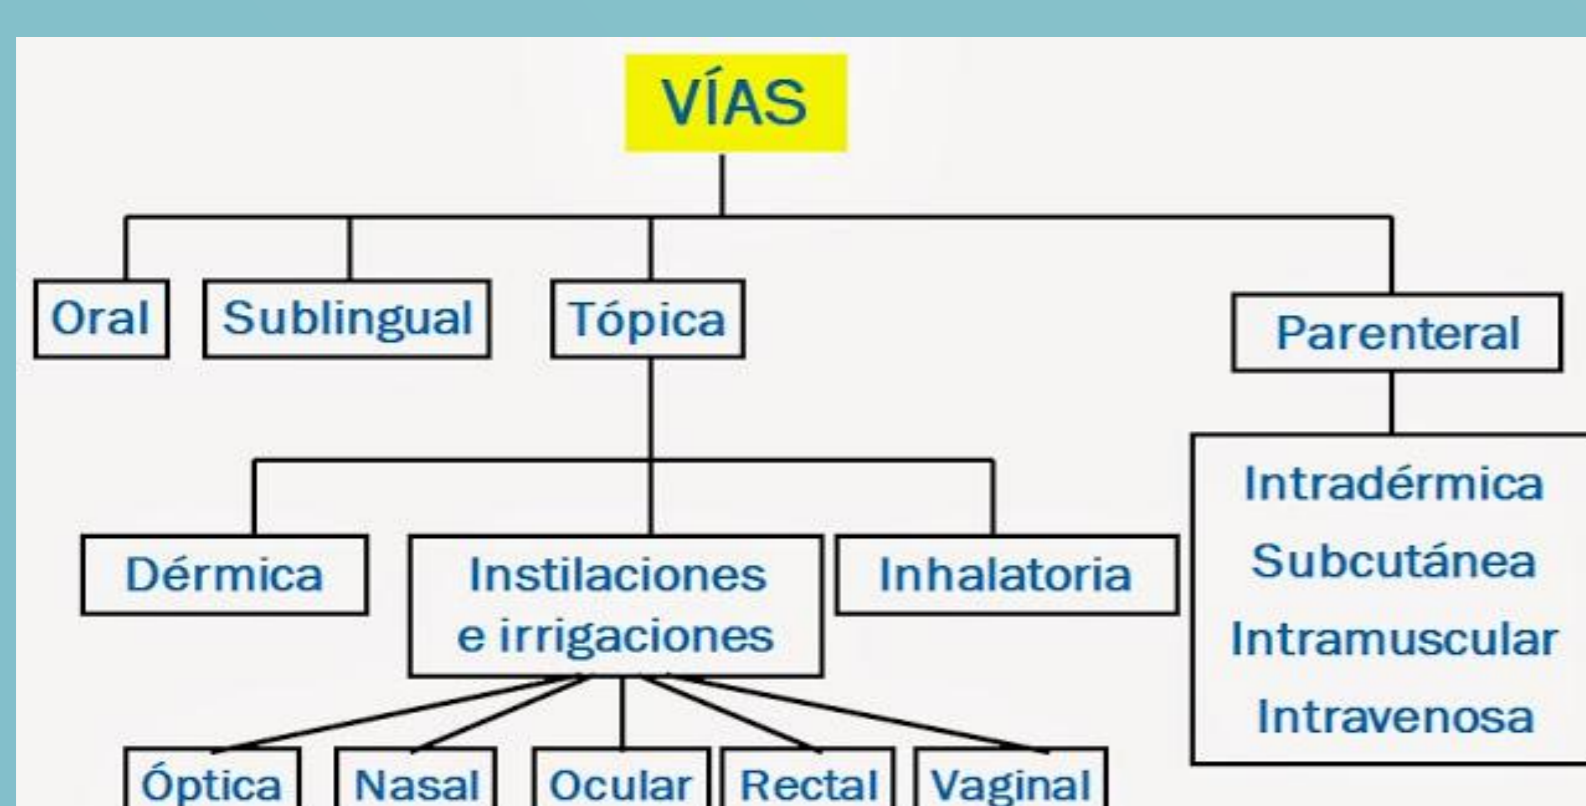 VÍAS
Oral
Sublingual
Tópica
Parenteral
Dérmica
Instilaciones
e irrigaciones
Inhalatoria
Intradérmica
Subcutánea
Intramuscular
Intravenosa
Óptica
Nasal
Ocular
Rectal
Vaginal